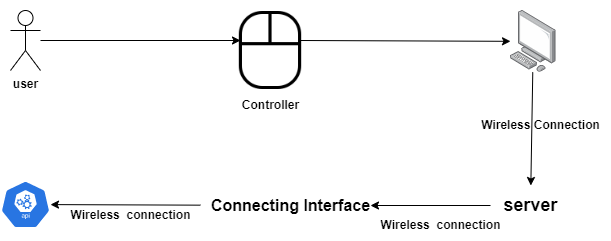 user
Controller
Wireless Connection
server
Wireless connection
Connecting Interface
Wireless connection
api